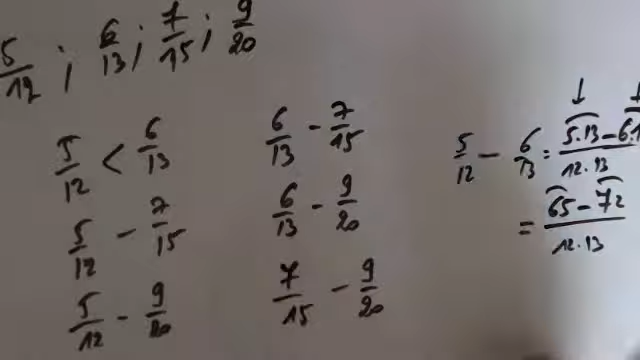 5/12 ; 6/13 ; 7/15 ; 9/20
5/12 < 6/13
5/12 - 7/15
5/12 - 9/20
6/13 - 7/15
6/13 - 9/20
7/15 - 9/20
5/12 - 6/13 = (5.13 - 6.1)/(12.13)
= (65 - 72)/(12.13)